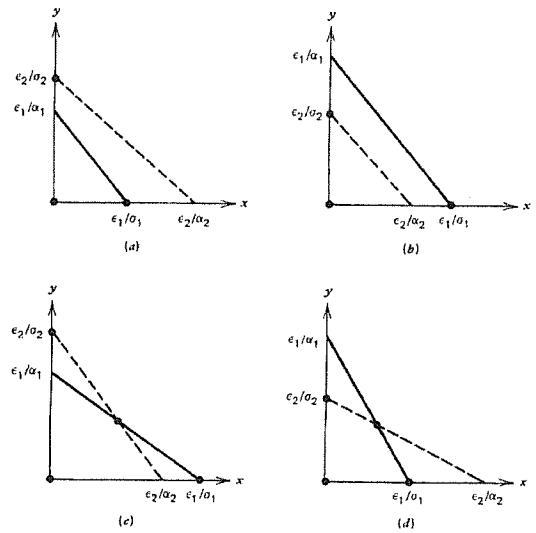 y
ϵ₂/σ₂
ϵ₁/α₁
x
ϵ₁/σ₁
ϵ₂/α₂
(a)
y
ϵ₁/α₁
ϵ₂/σ₂
x
ϵ₂/α₂
ϵ₁/σ₁
(b)
y
ϵ₂/σ₂
ϵ₁/α₁
x
ϵ₂/α₂
ϵ₁/σ₁
(c)
y
ϵ₁/α₁
ϵ₂/σ₂
x
ϵ₁/σ₁
ϵ₂/α₂
(d)